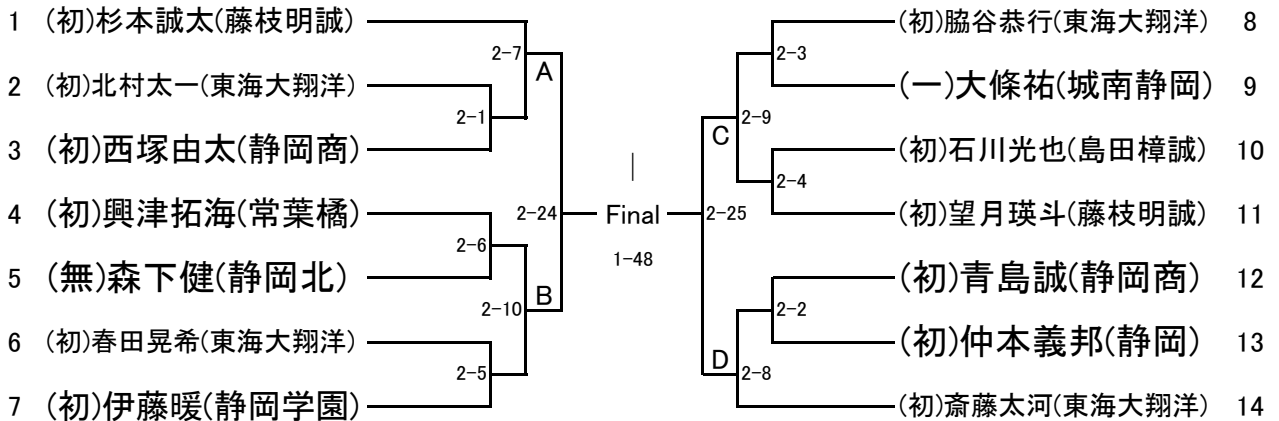 1 (初)杉本誠太(藤枝明誠)
2 (初)北村太一(東海大翔洋)
3 (初)西塚由太(静岡商)
4 (初)興津拓海(常葉橘)
5 (無)森下健(静岡北)
6 (初)春田晃希(東海大翔洋)
7 (初)伊藤暖(静岡学園)
2-7
A
2-1
2-24
2-6
B
2-10
2-5
|
Final
1-48
2-3
C
2-9
2-4
2-25
2-2
D
2-8
(初)脇谷恭行(東海大翔洋) 8
(一)大條祐(城南静岡) 9
(初)石川光也(島田樟誠) 10
(初)望月瑛斗(藤枝明誠) 11
(初)青島誠(静岡商) 12
(初)仲本義邦(静岡) 13
(初)斎藤太河(東海大翔洋) 14